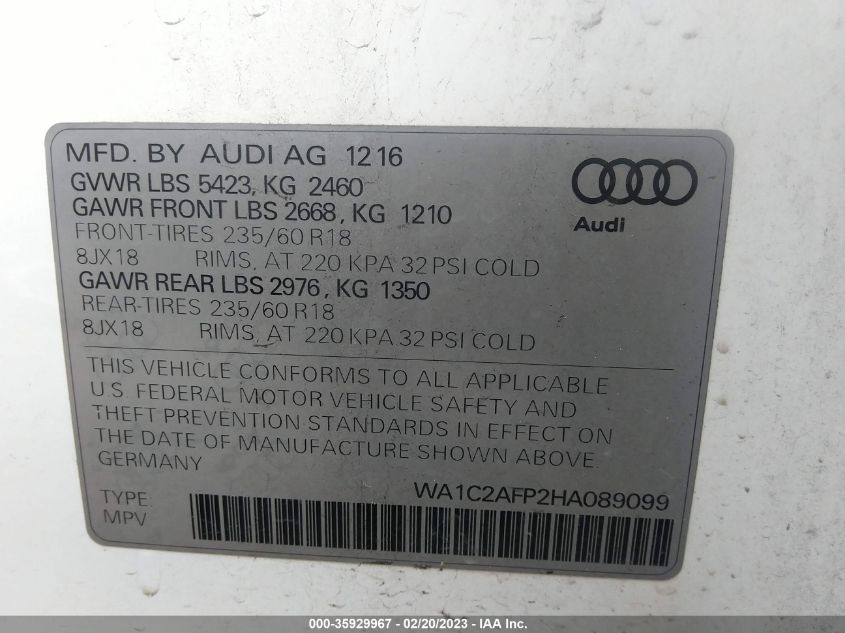 MFD. BY AUDI AG 1216
GVWR LBS 5423, KG 2460
GAWR FRONT LBS 2668, KG 1210
FRONT-TIRES 235/60 R18
8JX18 RIMS, AT 220 KPA 32 PSI COLD
GAWR REAR LBS 2976, KG 1350
REAR-TIRES 235/60 R18
8JX18 RIMS, AT 220 KPA 32 PSI COLD
Audi
THIS VEHICLE CONFORMS TO ALL APPLICABLE
U.S. FEDERAL MOTOR VEHICLE SAFETY AND
THEFT PREVENTION STANDARDS IN EFFECT ON
THE DATE OF MANUFACTURE SHOWN ABOVE.
GERMANY
WA1C2AFP2HA089099
TYPE:
MPV
000-35929967 — 02/20/2023 — IAA Inc.